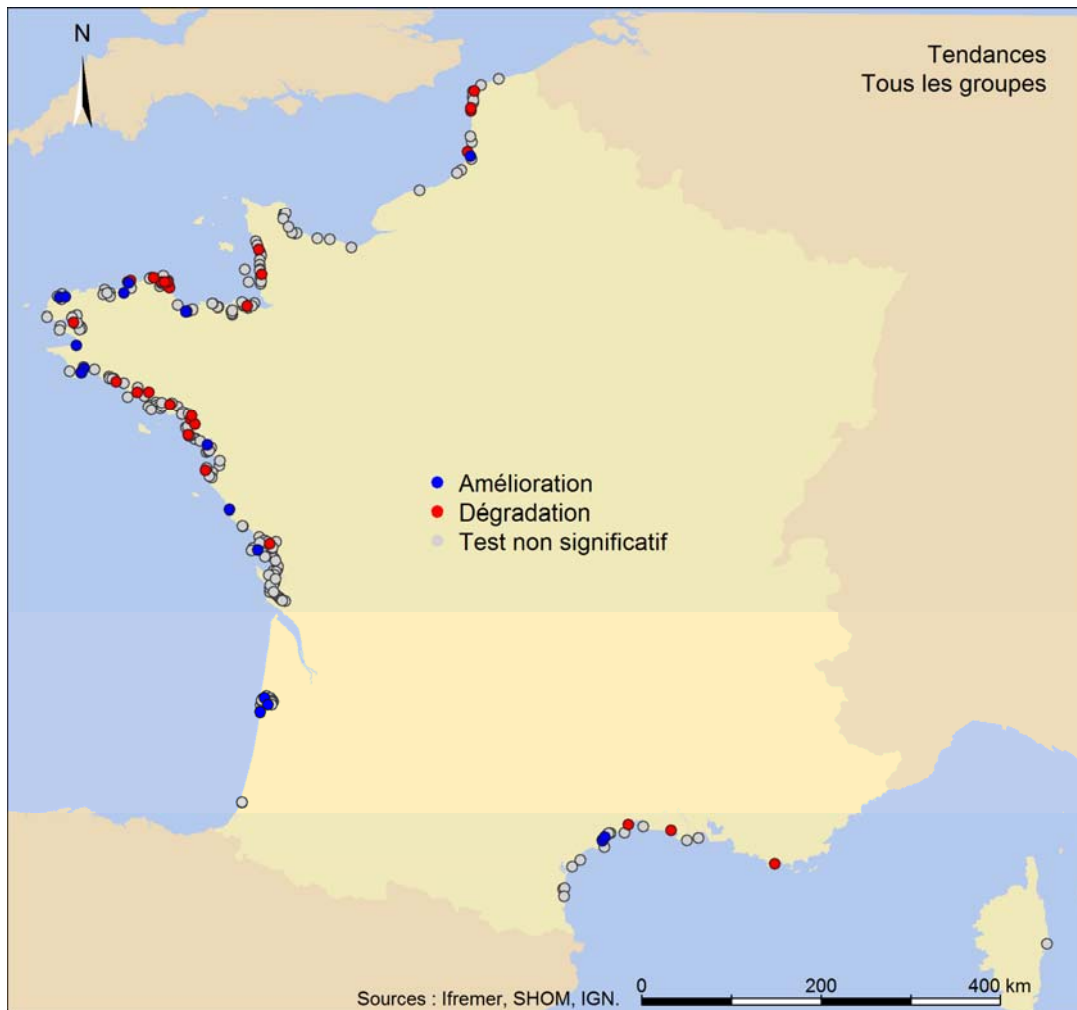 N
Tendances
Tous les groupes
Amélioration
Dégradation
Test non significatif
0 200 400 km
Sources : Ifremer, SHOM, IGN.